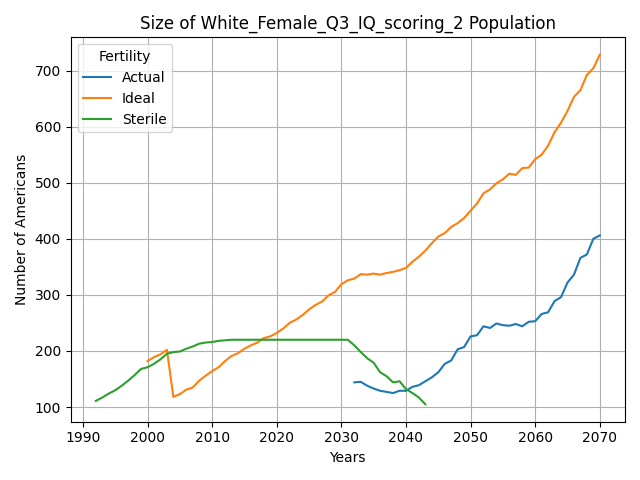 Size of White_Female_Q3_IQ_scoring_2 Population
Fertility
Actual
Ideal
Sterile
Number of Americans
700
600
500
400
300
200
100
1990 2000 2010 2020 2030 2040 2050 2060 2070
Years